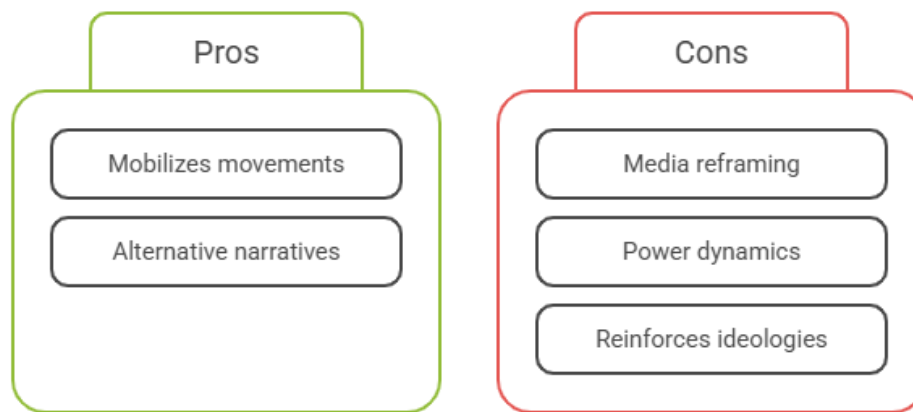 Pros
Mobilizes movements
Alternative narratives
Cons
Media reframing
Power dynamics
Reinforces ideologies